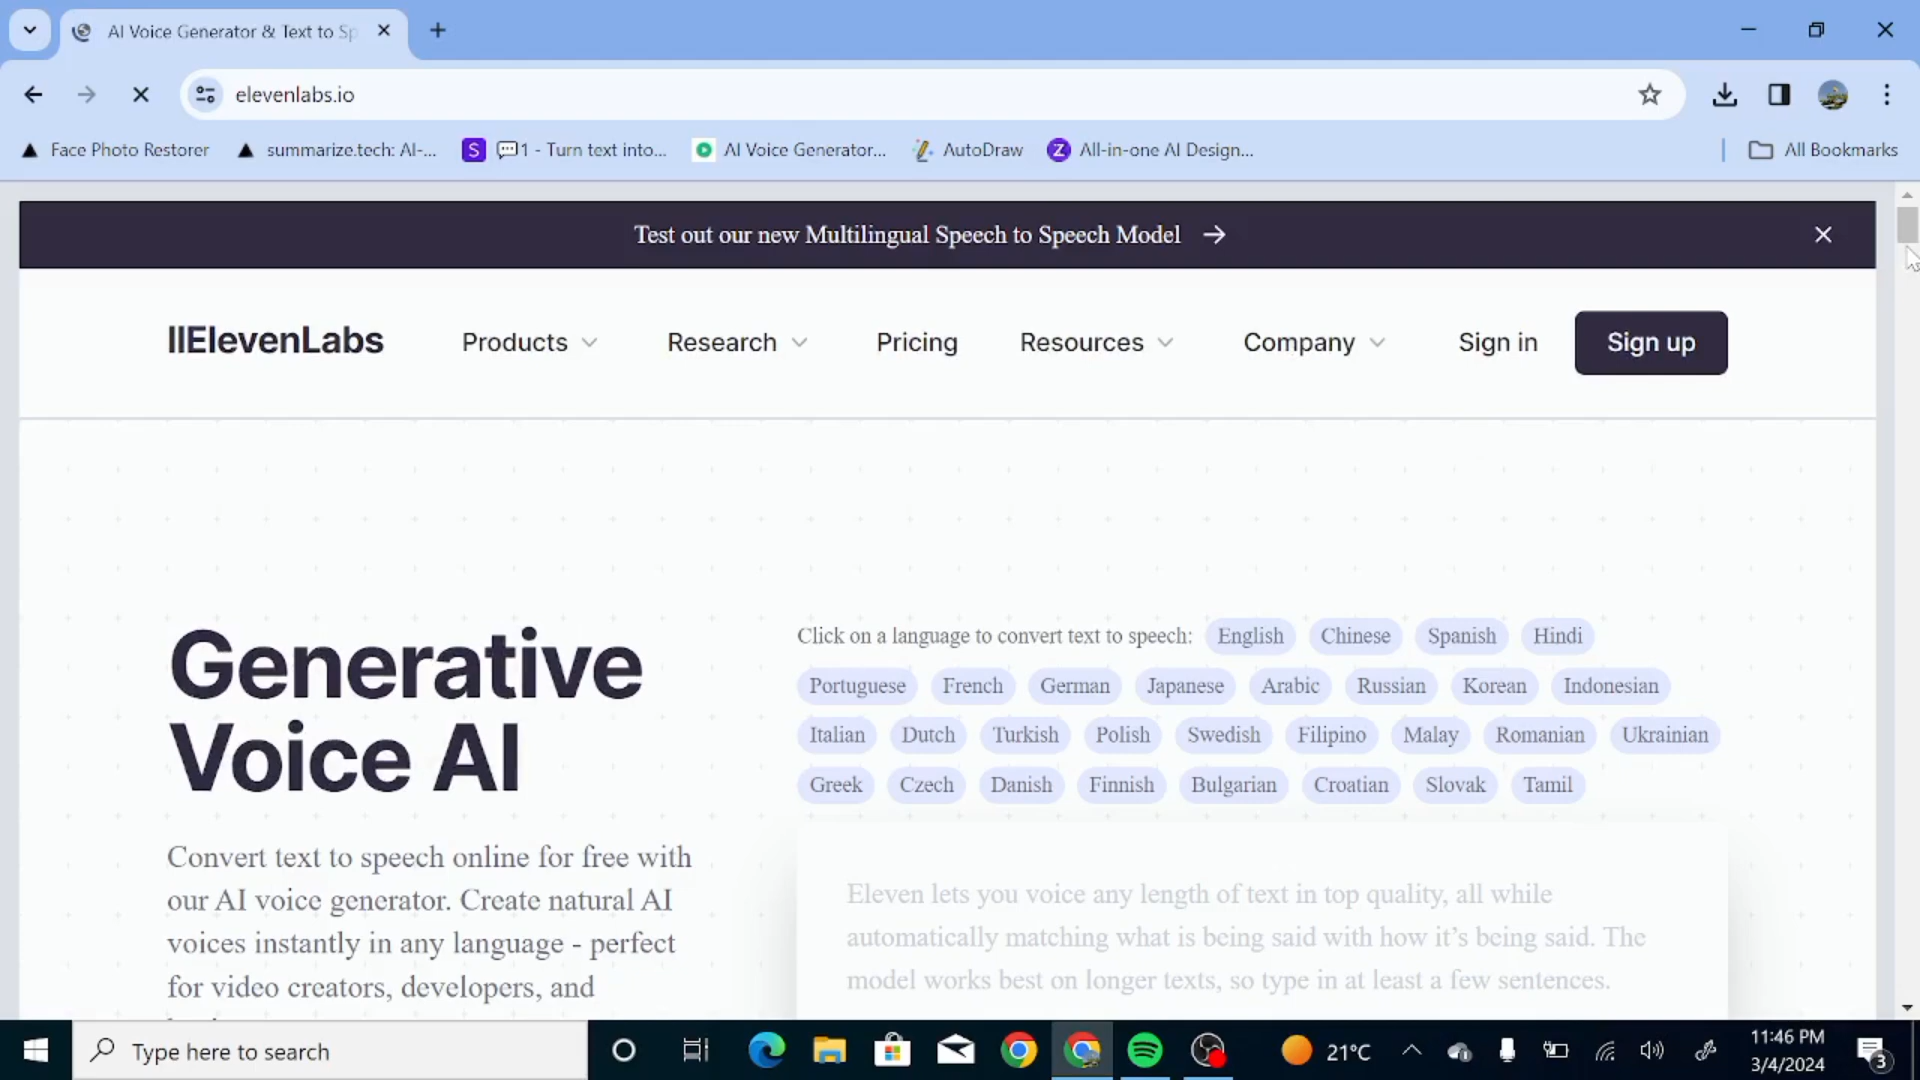 AI Voice Generator & Text to Sp
elevenlabs.io
Face Photo Restorer
summarize.tech: AI-...
S
1 - Turn text into...
AI Voice Generator...
AutoDraw
Z
All-in-one AI Design...
All Bookmarks
Test out our new Multilingual Speech to Speech Model →
IIElevenLabs
Products
Research
Pricing
Resources
Company
Sign in
Sign up
Generative
Voice AI
Convert text to speech online for free with
our AI voice generator. Create natural AI
voices instantly in any language - perfect
for video creators, developers, and
Click on a language to convert text to speech: English Chinese Spanish Hindi
Portuguese French German Japanese Arabic Russian Korean Indonesian
Italian Dutch Turkish Polish Swedish Filipino Malay Romanian Ukrainian
Greek Czech Danish Finnish Bulgarian Croatian Slovak Tamil
Eleven lets you voice any length of text in top quality, all while
automatically matching what is being said with how it’s being said. The
model works best on longer texts, so type in at least a few sentences.
Type here to search
21°C
11:46 PM
3/4/2024
3